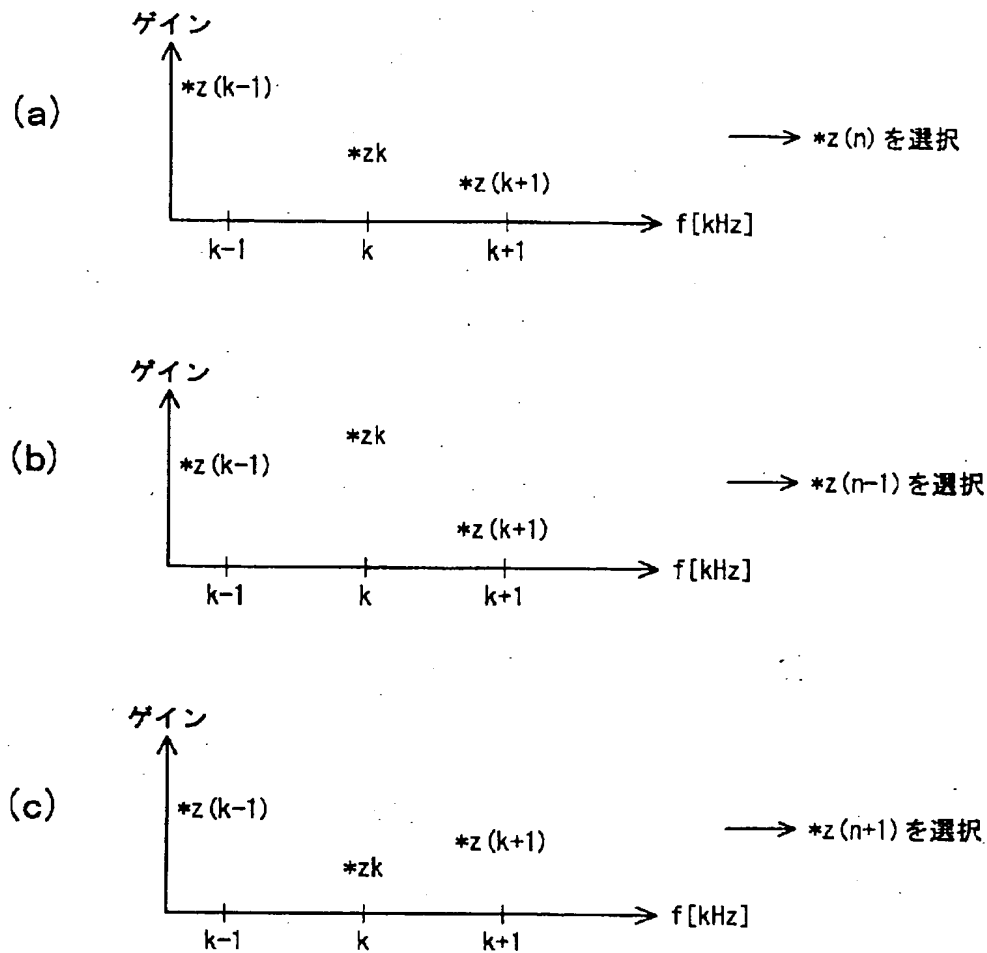 ゲイン
(a)
*z(k-1)
*zk
*z(k+1)
*z(n)を選択
f[kHz]
k-1
k
k+1
ゲイン
(b)
*zk
*z(k-1)
*z(k+1)
*z(n-1)を選択
f[kHz]
k-1
k
k+1
ゲイン
(c)
*z(k-1)
*z(k+1)
*zk
*z(n+1)を選択
f[kHz]
k-1
k
k+1